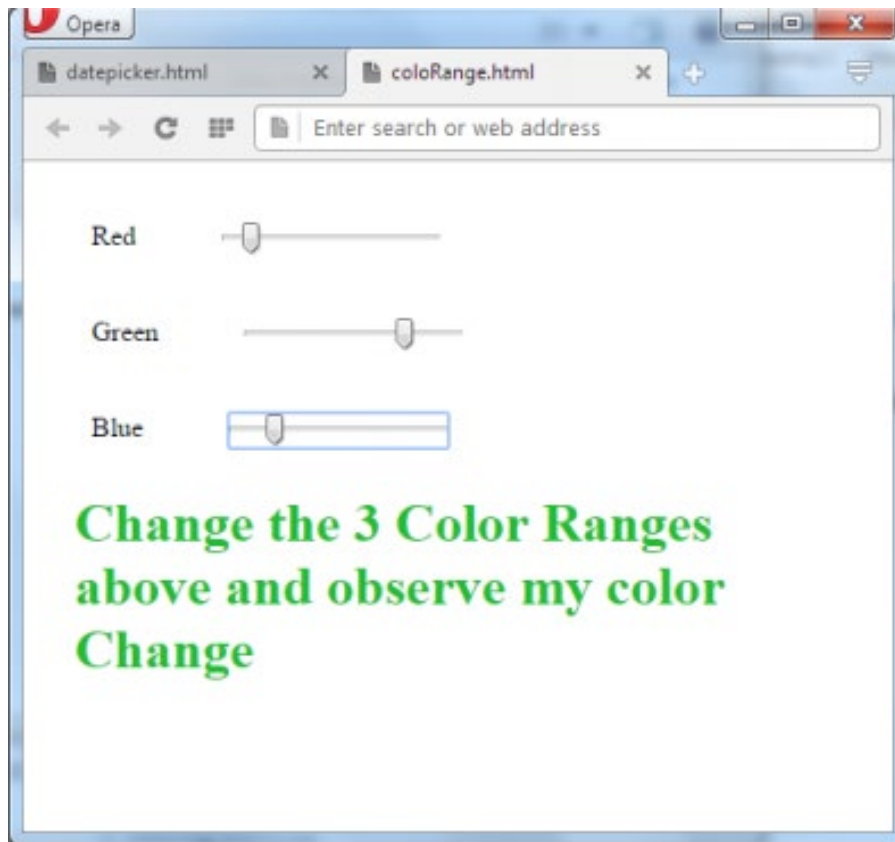 Opera
datepicker.html
coloRange.html
Enter search or web address
Red
Green
Blue
Change the 3 Color Ranges
above and observe my color
Change